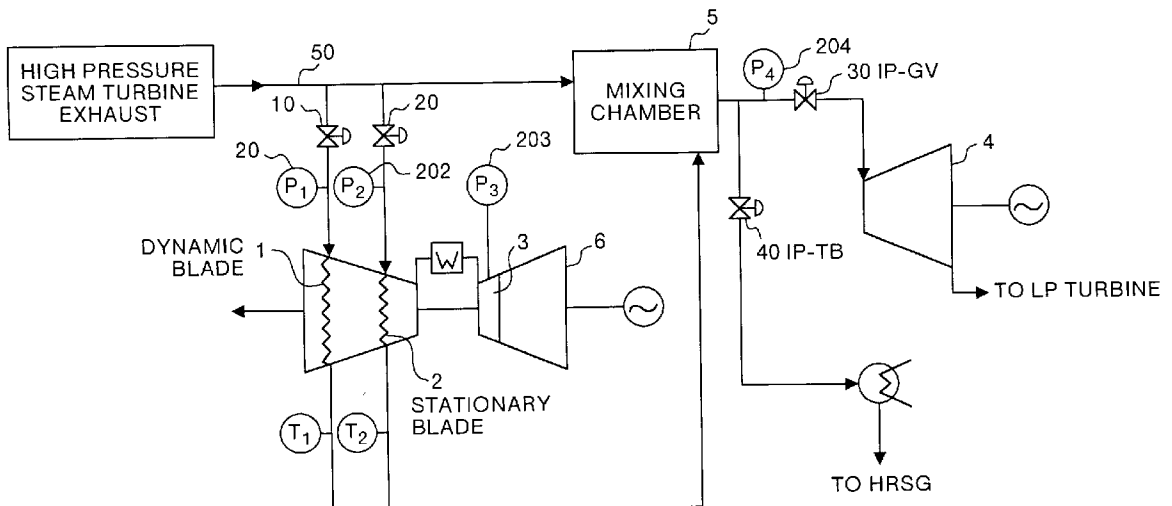 5
50
204
HIGH PRESSURE
STEAM TURBINE
EXHAUST
MIXING
CHAMBER
P4
30 IP-GV
10
20
203
4
20
P1
P2
202
P3
DYNAMIC
BLADE
1
W
3
6
40 IP-TB
TO LP TURBINE
2
STATIONARY
BLADE
T1
T2
TO HRSG